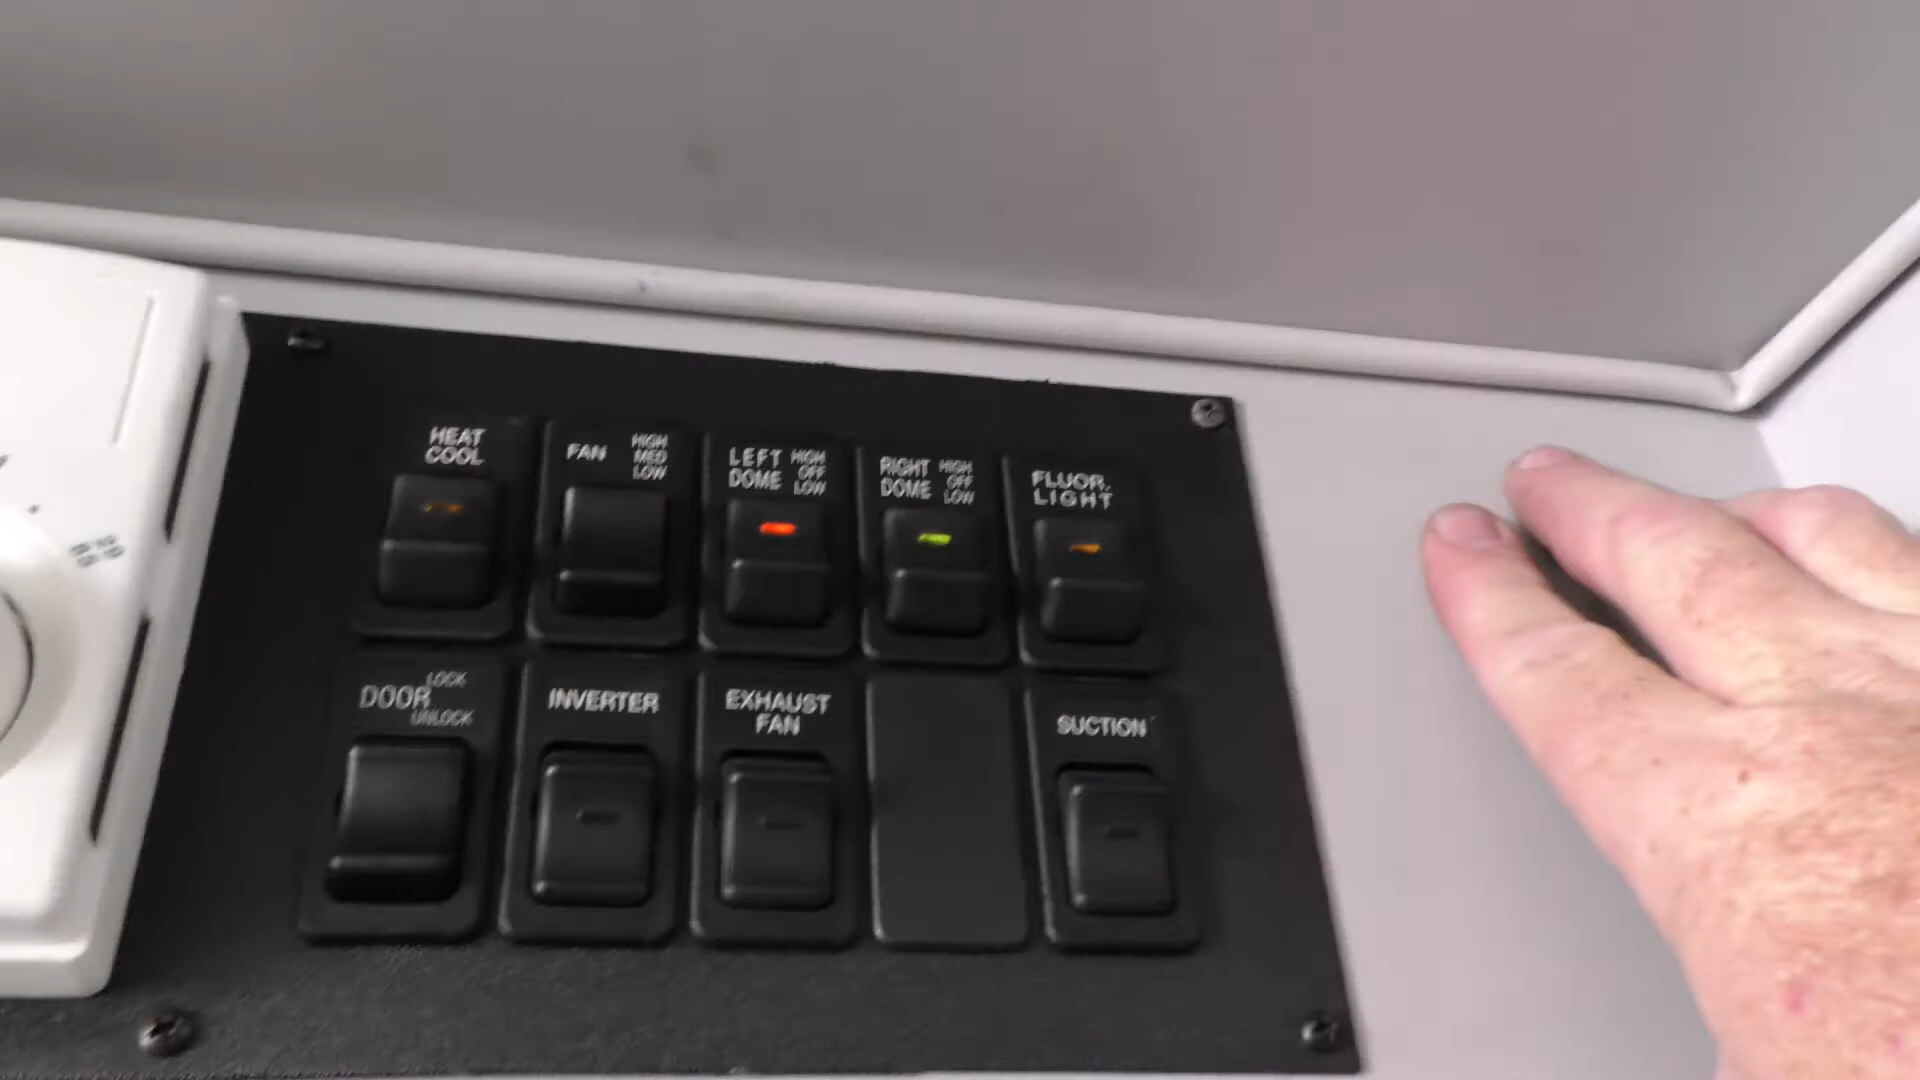 HEAT
COOL
FAN
HIGH
MED
LOW
LEFT
DOME
HIGH
OFF
LOW
RIGHT
DOME
HIGH
OFF
LOW
FLUOR.
LIGHT
DOOR
LOCK
UNLOCK
INVERTER
EXHAUST
FAN
SUCTION